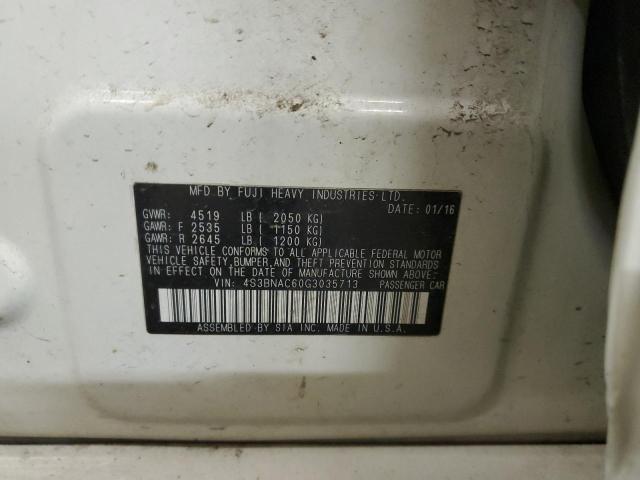 MFD BY FUJI HEAVY INDUSTRIES LTD.
DATE: 01/16
GVWR: 4519 LB ( 2050 KG)
GAWR: F 2535 LB ( 1150 KG)
GAWR: R 2645 LB ( 1200 KG)
THIS VEHICLE CONFORMS TO ALL APPLICABLE FEDERAL MOTOR
VEHICLE SAFETY, BUMPER, AND THEFT PREVENTION STANDARDS
IN EFFECT ON THE DATE OF MANUFACTURE SHOWN ABOVE.
VIN: 4S3BNAC60G3035713 PASSENGER CAR
ASSEMBLED BY SIA INC. MADE IN U.S.A.